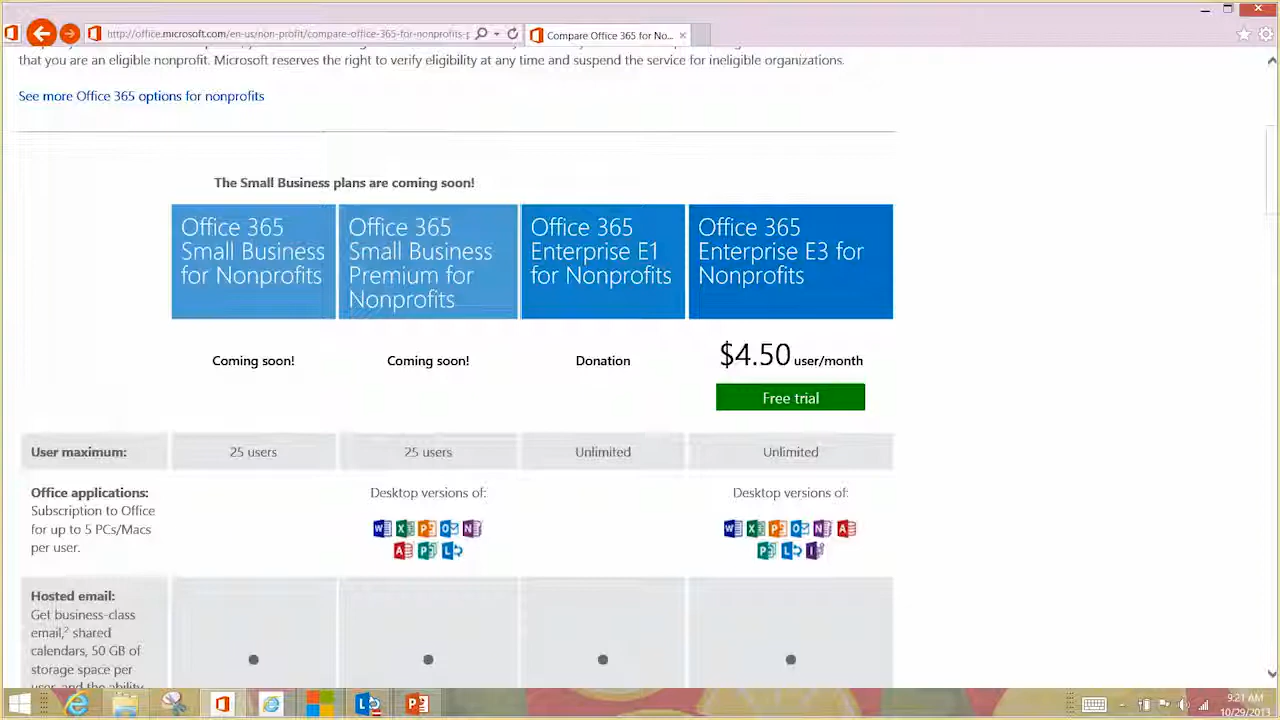 http://office.microsoft.com/en-us/non-profit/compare-office-365-for-nonprofits-p
Compare Office 365 for No...
that you are an eligible nonprofit. Microsoft reserves the right to verify eligibility at any time and suspend the service for ineligible organizations.
See more Office 365 options for nonprofits
The Small Business plans are coming soon!
Office 365
Small Business
for Nonprofits
Office 365
Small Business
Premium for
Nonprofits
Office 365
Enterprise E1
for Nonprofits
Office 365
Enterprise E3 for
Nonprofits
Coming soon!
Coming soon!
Donation
$4.50 user/month
Free trial
User maximum:
25 users
25 users
Unlimited
Unlimited
Office applications:
Subscription to Office
for up to 5 PCs/Macs
per user.
Desktop versions of:
Desktop versions of:
Hosted email:
Get business-class
email,² shared
calendars, 50 GB of
storage space per
user, and the ability
9:21 AM
10/29/2013